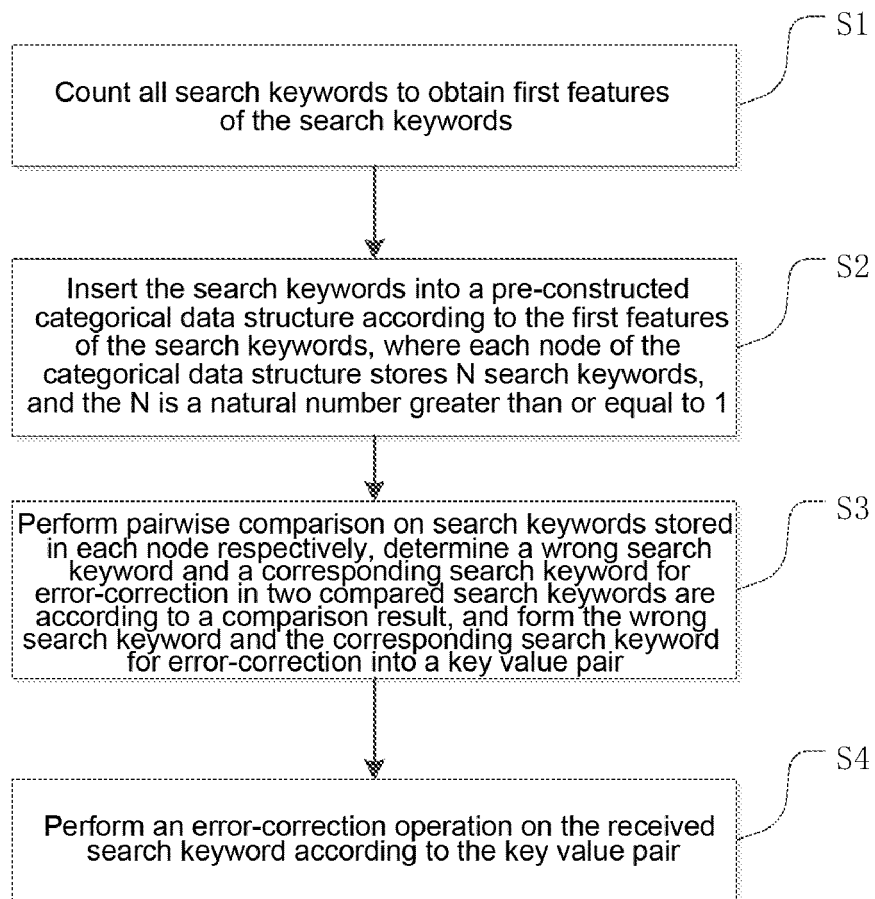 S1
Count all search keywords to obtain first features
of the search keywords
S2
Insert the search keywords into a pre-constructed
categorical data structure according to the first features
of the search keywords, where each node of the
categorical data structure stores N search keywords,
and the N is a natural number greater than or equal to 1
S3
Perform pairwise comparison on search keywords stored
in each node respectively, determine a wrong search
keyword and a corresponding search keyword for
error-correction in two compared search keywords are
according to a comparison result, and form the wrong
search keyword and the corresponding search keyword
for error-correction into a key value pair
S4
Perform an error-correction operation on the received
search keyword according to the key value pair